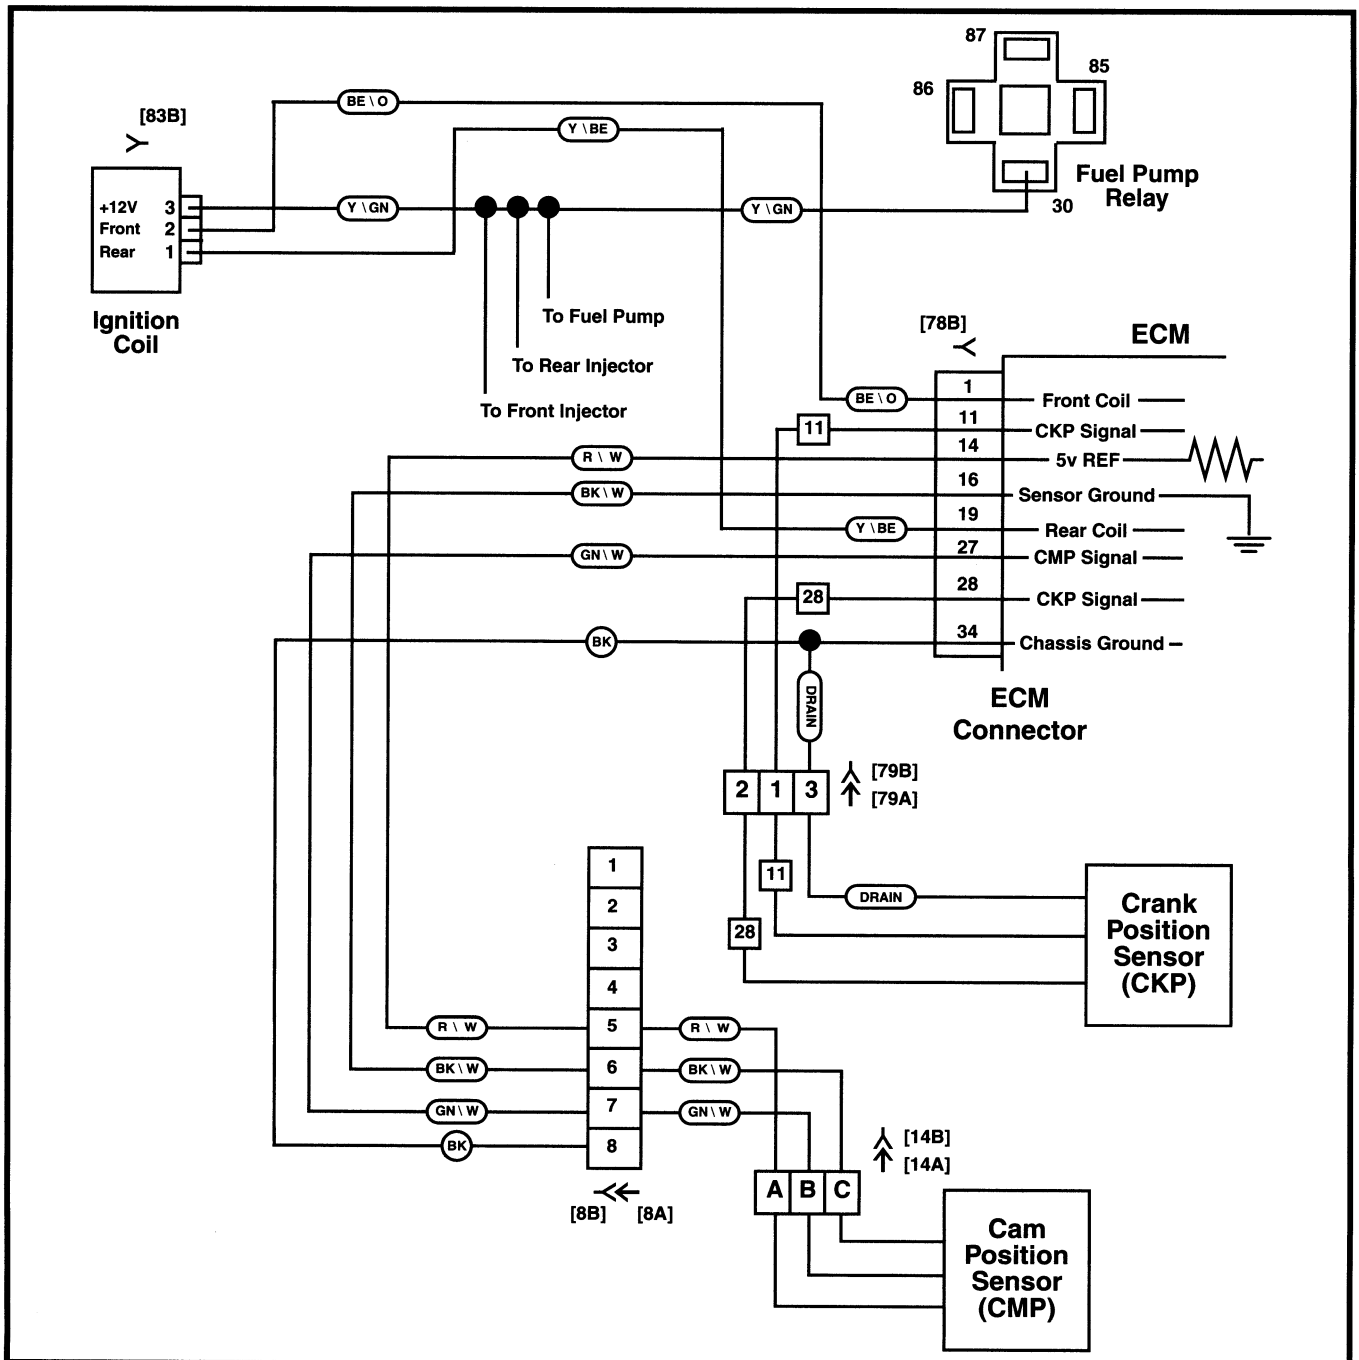 87
85
86
Fuel Pump
Relay
30
[83B]
BE \ O
Y \ BE
+12V 3
Front 2
Rear 1
Y \ GN
Y \ GN
Ignition
Coil
To Fuel Pump
To Rear Injector
To Front Injector
[78B]
ECM
BE \ O
1
Front Coil
11
11
CKP Signal
R \ W
14
5v REF
BK \ W
16
Sensor Ground
Y \ BE
19
Rear Coil
GN \ W
27
CMP Signal
28
28
CKP Signal
BK
34
Chassis Ground
DRAIN
ECM
Connector
2 1 3
[79B]
[79A]
11
DRAIN
28
Crank
Position
Sensor
(CKP)
1
2
3
4
R \ W
5
R \ W
BK \ W
6
BK \ W
GN \ W
7
GN \ W
BK
8
[8B] [8A]
[14B]
[14A]
A B C
Cam
Position
Sensor
(CMP)